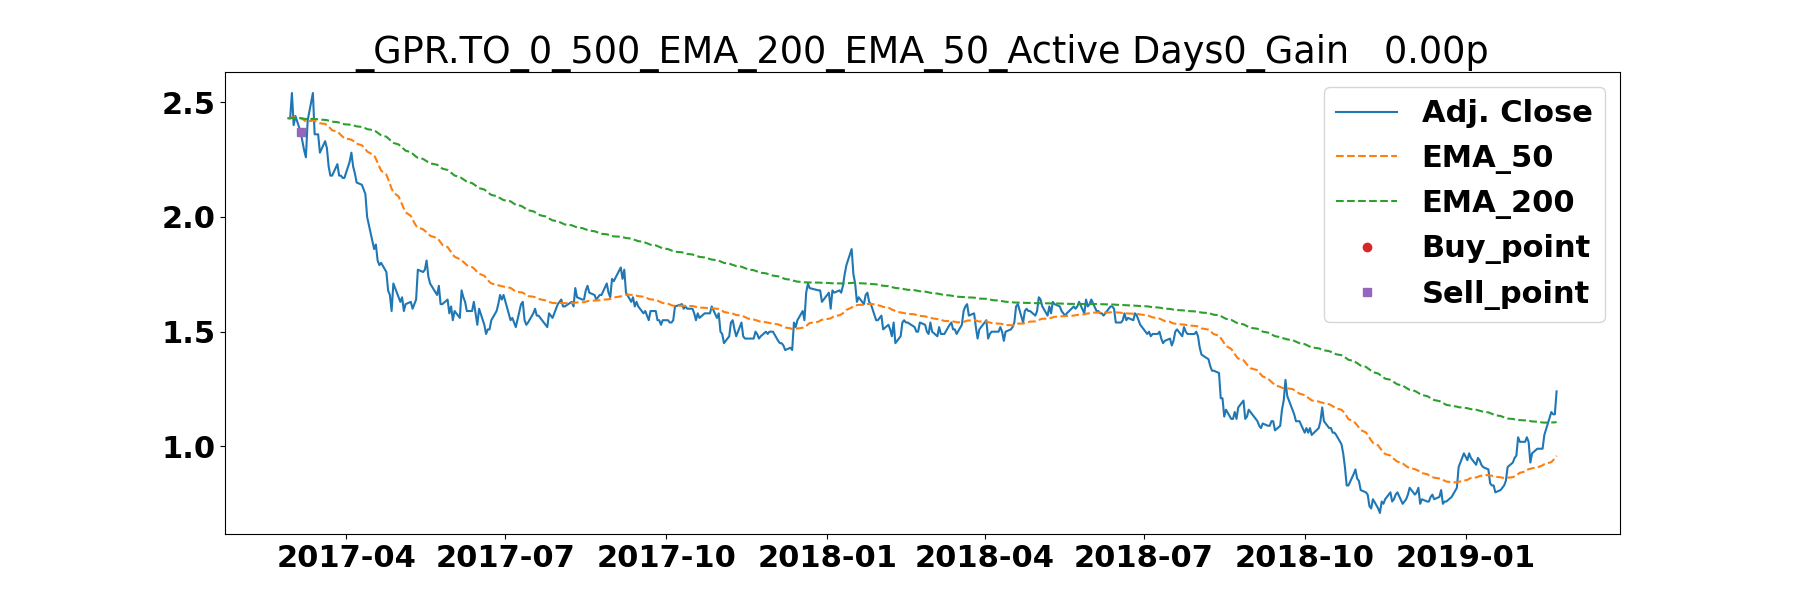 _GPR.TO_0_500_EMA_200_EMA_50_Active Days0_Gain   0.00p
2.5
2.0
1.5
1.0
Adj. Close
EMA_50
EMA_200
Buy_point
Sell_point
2017-04 2017-07 2017-10 2018-01 2018-04 2018-07 2018-10 2019-01